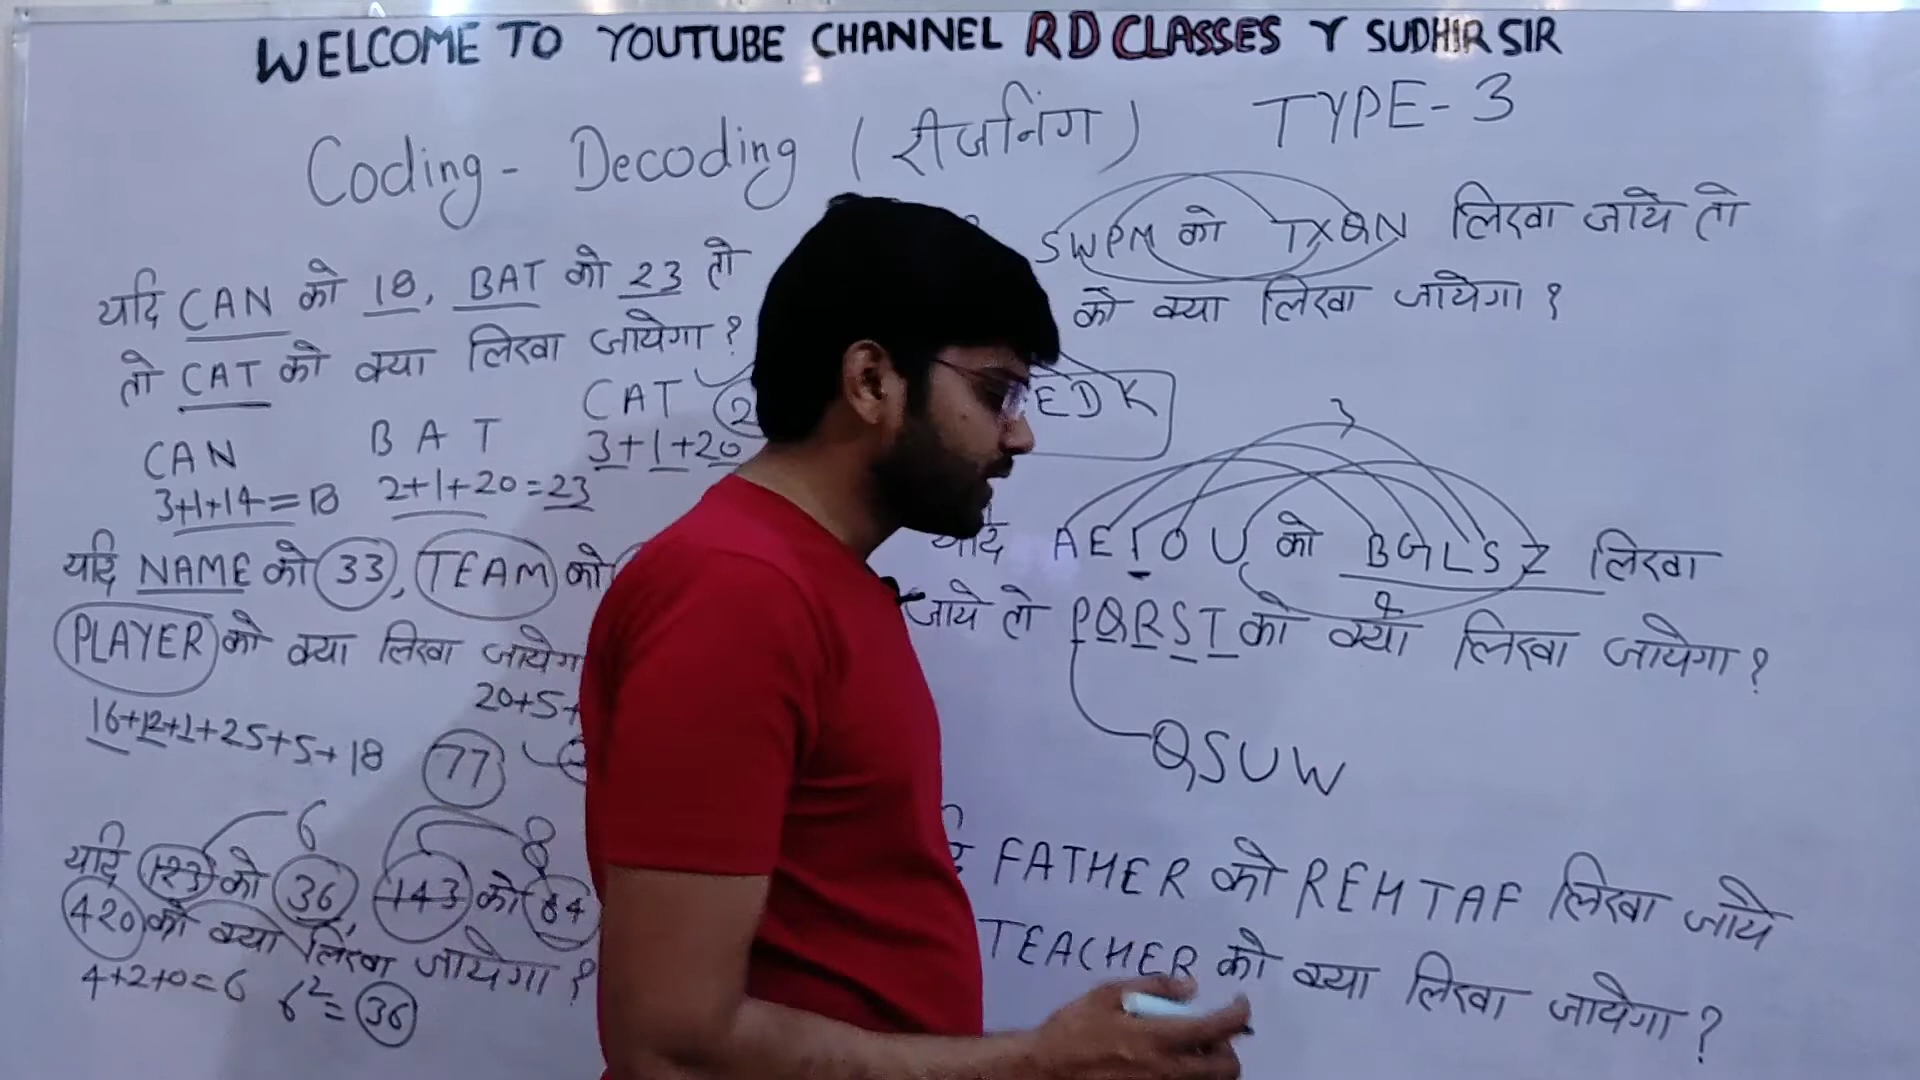 WELCOME TO YOUTUBE CHANNEL RD CLASSES Y SUDHIR SIR
Coding - Decoding (रीजनिंग) TYPE-3
यदि CAN को 18, BAT को 23 तो
तो CAT को क्या लिखा जायेगा ?
CAT
3+1+20
CAN
3+1+14=18
BAT
2+1+20=23
यदि NAME को 33, TEAM को
PLAYER को क्या लिखा
20+5+
16+12+1+25+5+18 77
6
8
यदि 123 को 36, 143 को 64
420 को क्या लिखा जायेगा ?
4+2+0=6 6²=36
SWPM को TXQN लिखा जाये तो
को क्या लिखा जायेगा ?
EDK
3
AEIOU को BGLSZ लिखा
जाये तो PQRST को क्या लिखा जायेगा ?
QSUW
FATHER को REHTAF लिखा जाये
TEACHER को क्या लिखा जायेगा ?